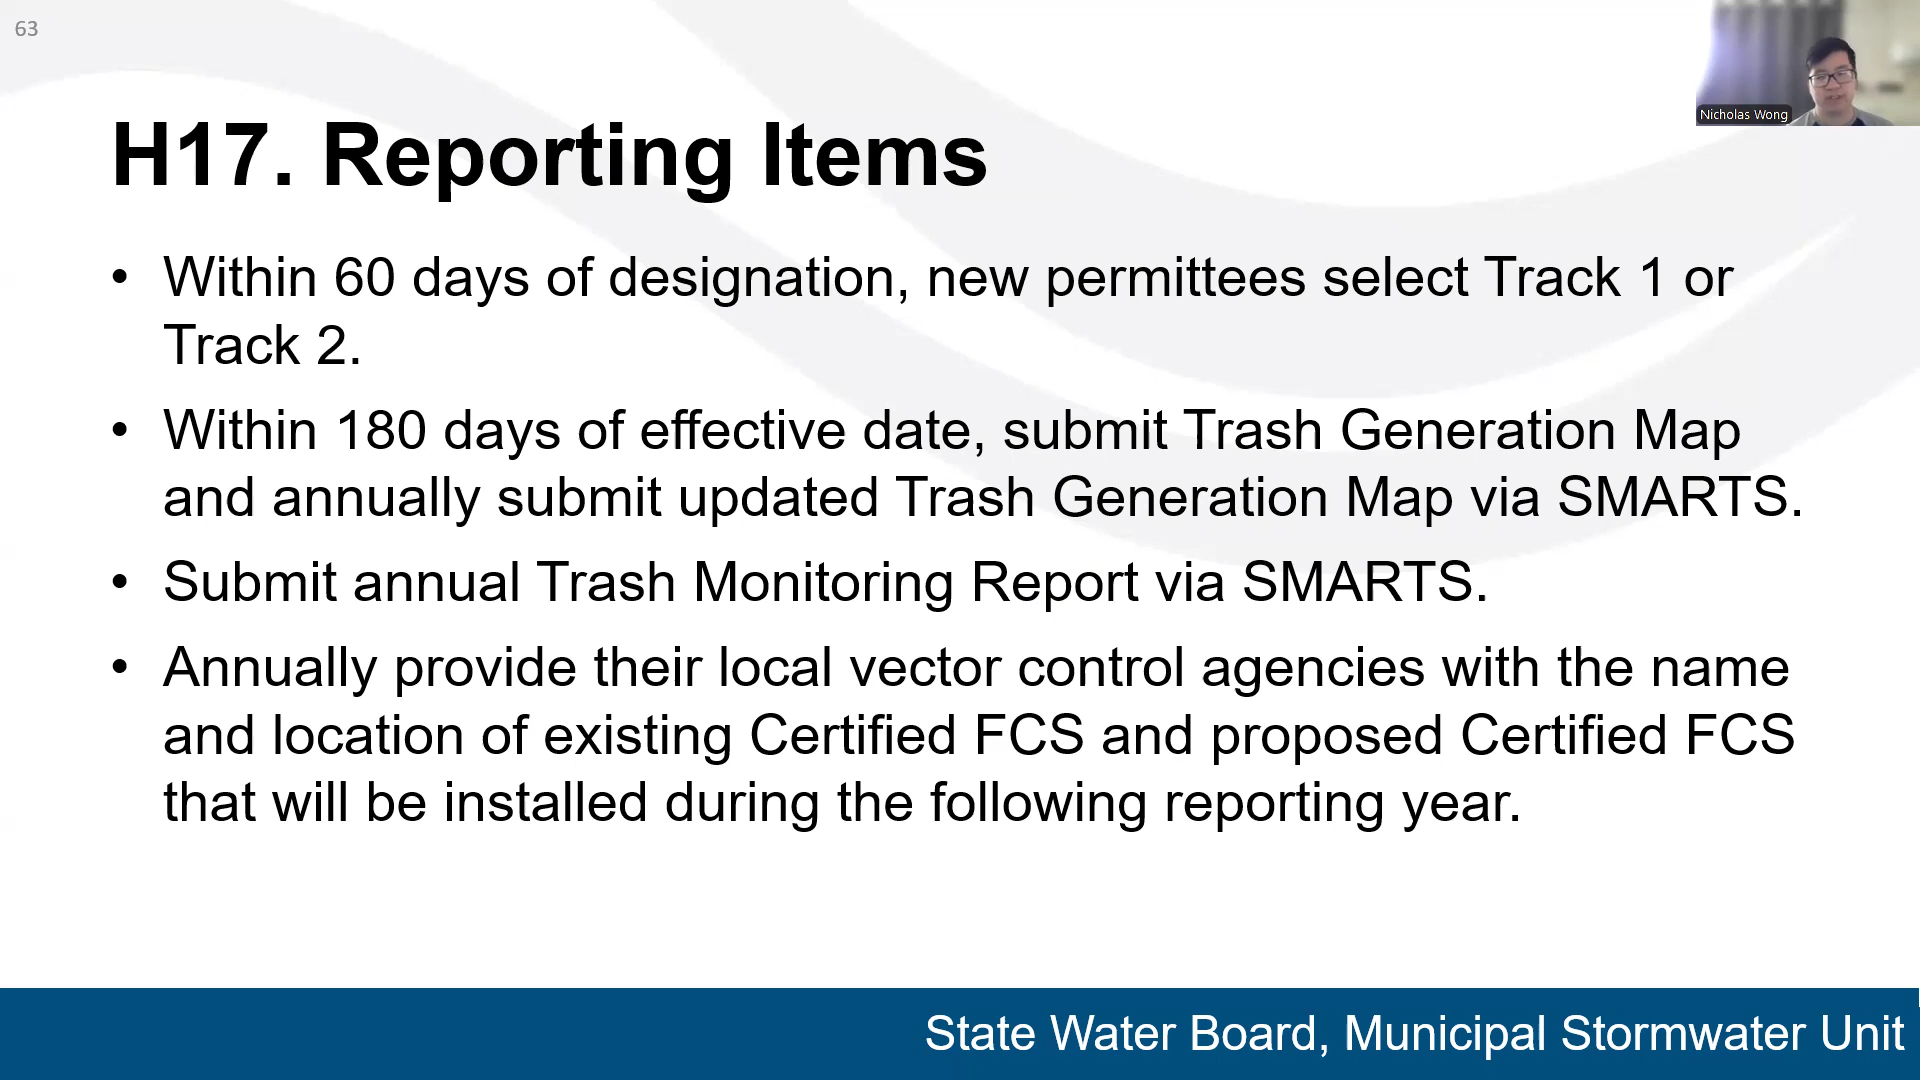 63
Nicholas Wong
H17. Reporting Items
• Within 60 days of designation, new permittees select Track 1 or
Track 2.
• Within 180 days of effective date, submit Trash Generation Map
and annually submit updated Trash Generation Map via SMARTS.
• Submit annual Trash Monitoring Report via SMARTS.
• Annually provide their local vector control agencies with the name
and location of existing Certified FCS and proposed Certified FCS
that will be installed during the following reporting year.
State Water Board, Municipal Stormwater Unit